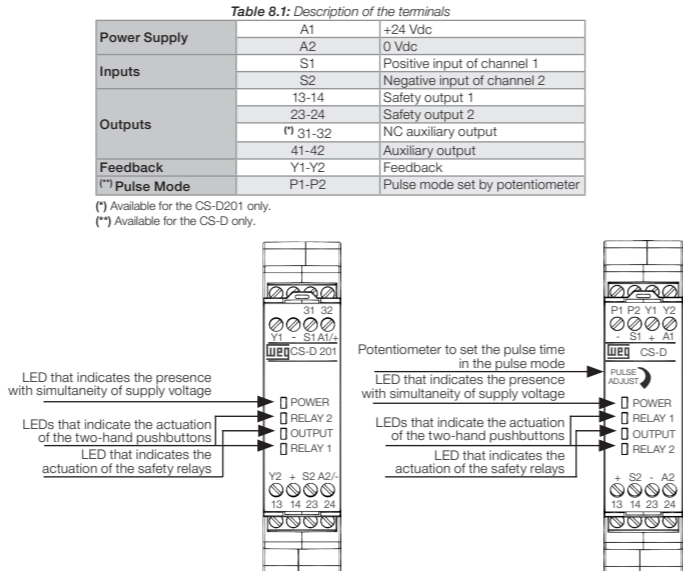 Table 8.1: Description of the terminals
Power Supply A1 +24 Vdc
A2 0 Vdc
Inputs S1 Positive input of channel 1
S2 Negative input of channel 2
Outputs 13-14 Safety output 1
23-24 Safety output 2
(*) 31-32 NC auxiliary output
41-42 Auxiliary output
Feedback Y1-Y2 Feedback
(**) Pulse Mode P1-P2 Pulse mode set by potentiometer
(*) Available for the CS-D201 only.
(**) Available for the CS-D only.
31 32
Y1 - S1 A1/+
WEG CS-D 201
LED that indicates the presence
with simultaneity of supply voltage
LEDs that indicate the actuation
of the two-hand pushbuttons
LED that indicates the
actuation of the safety relays
POWER
RELAY 2
OUTPUT
RELAY 1
Y2 + S2 A2/-
13 14 23 24
P1 P2 Y1 Y2
- S1 + A1
WEG CS-D
Potentiometer to set the pulse time
in the pulse mode
LED that indicates the presence
with simultaneity of supply voltage
LEDs that indicate the actuation
of the two-hand pushbuttons
LED that indicates the
actuation of the safety relays
PULSE
ADJUST
POWER
RELAY 1
OUTPUT
RELAY 2
+ S2 - A2
13 14 23 24